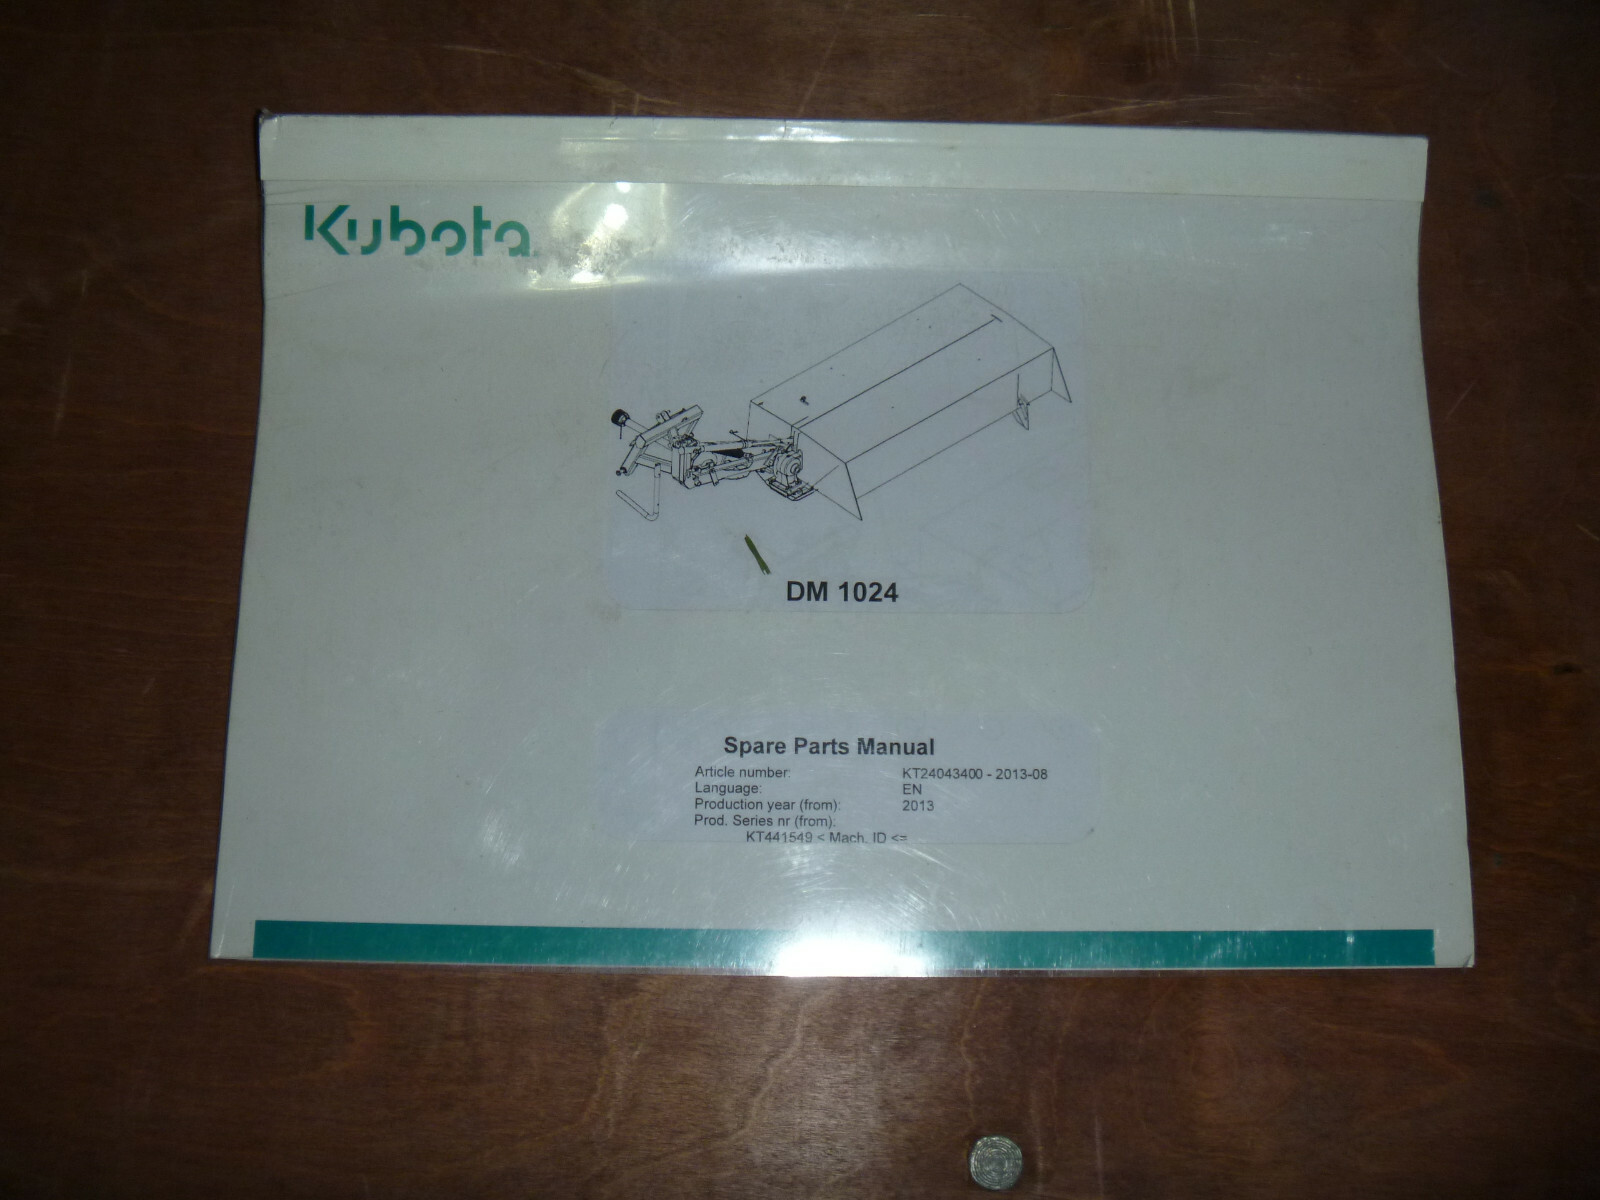 Kubota
DM 1024
Spare Parts Manual
Article number: KT24043400 - 2013-08
Language: EN
Production year (from): 2013
Prod. Series nr (from):
KT441549 < Mach. ID <=